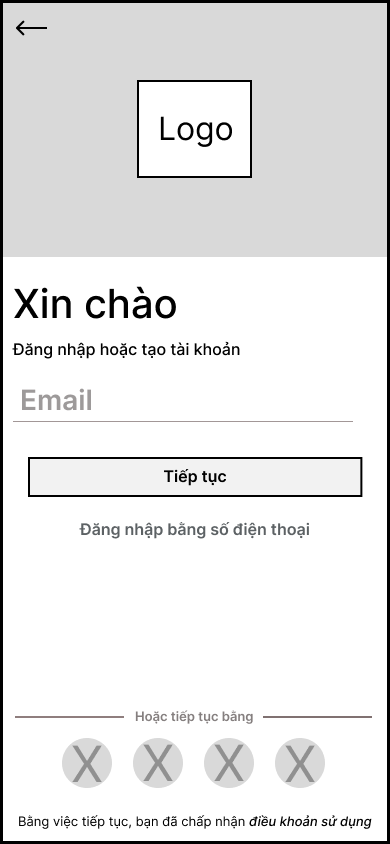 Logo
Xin chào
Đăng nhập hoặc tạo tài khoản
Email
Tiếp tục
Đăng nhập bằng số điện thoại
Hoặc tiếp tục bằng
X X X X
Bằng việc tiếp tục, bạn đã chấp nhận điều khoản sử dụng